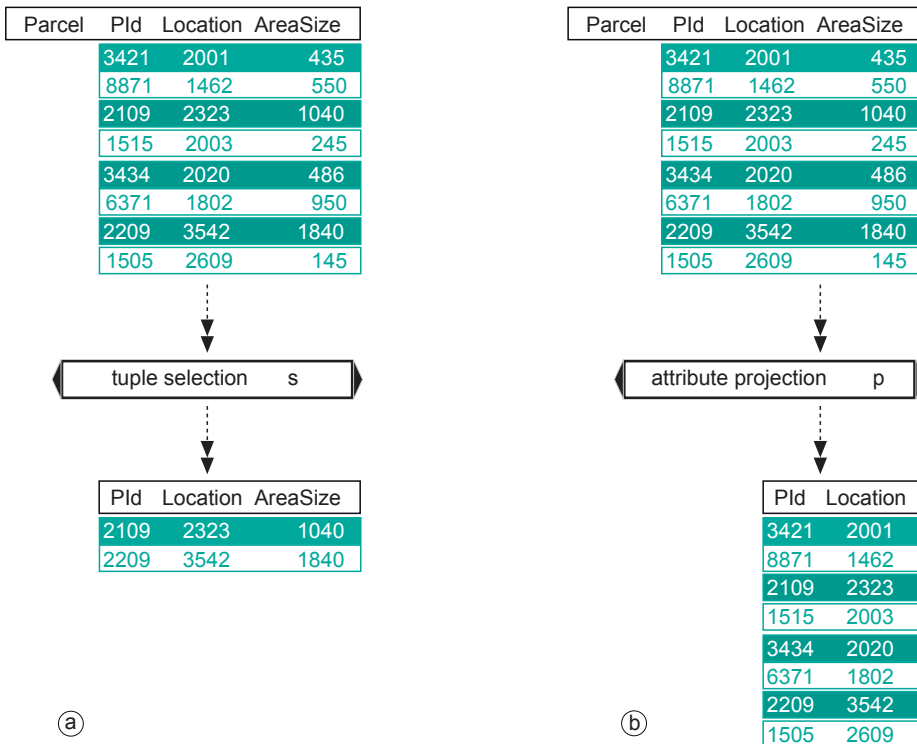 Parcel PId Location AreaSize
3421 2001 435
8871 1462 550
2109 2323 1040
1515 2003 245
3434 2020 486
6371 1802 950
2209 3542 1840
1505 2609 145
tuple selection s
PId Location AreaSize
2109 2323 1040
2209 3542 1840
a
Parcel PId Location AreaSize
3421 2001 435
8871 1462 550
2109 2323 1040
1515 2003 245
3434 2020 486
6371 1802 950
2209 3542 1840
1505 2609 145
attribute projection p
PId Location
3421 2001
8871 1462
2109 2323
1515 2003
3434 2020
6371 1802
2209 3542
1505 2609
b